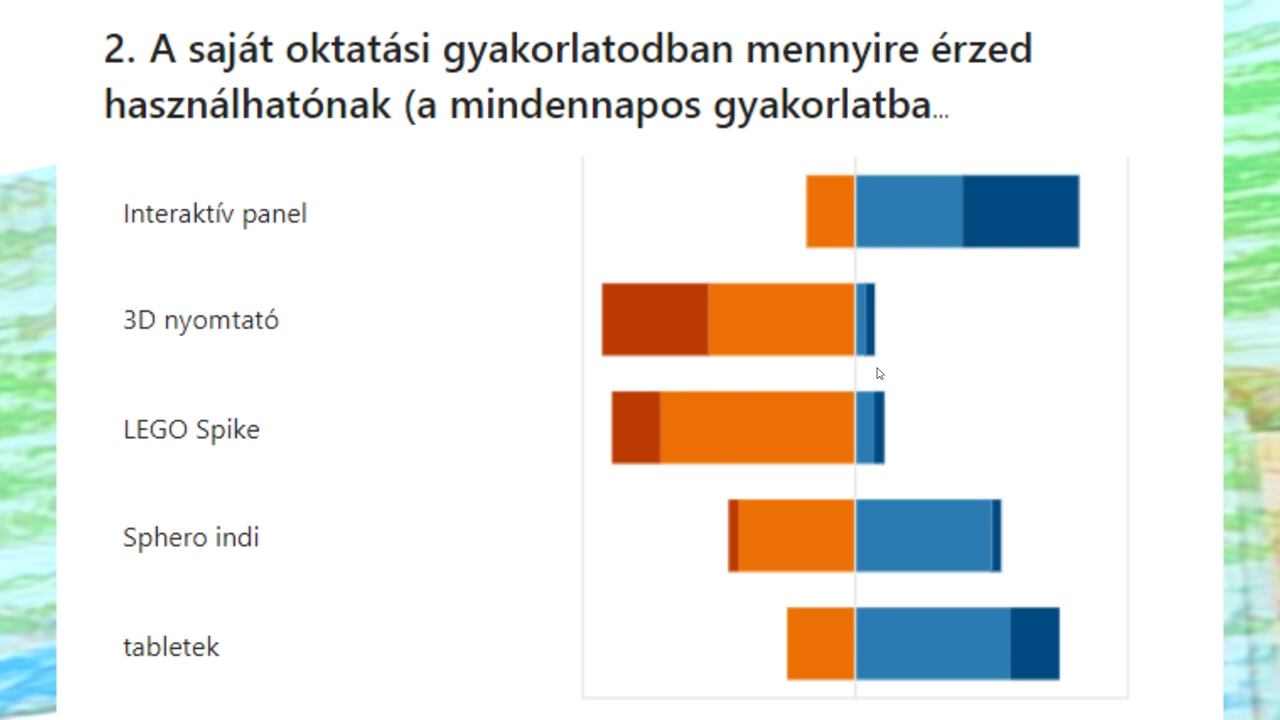 2. A saját oktatási gyakorlatodban mennyire érzed
használhatónak (a mindennapos gyakorlatba...
Interaktív panel
3D nyomtató
LEGO Spike
Sphero indi
tabletek